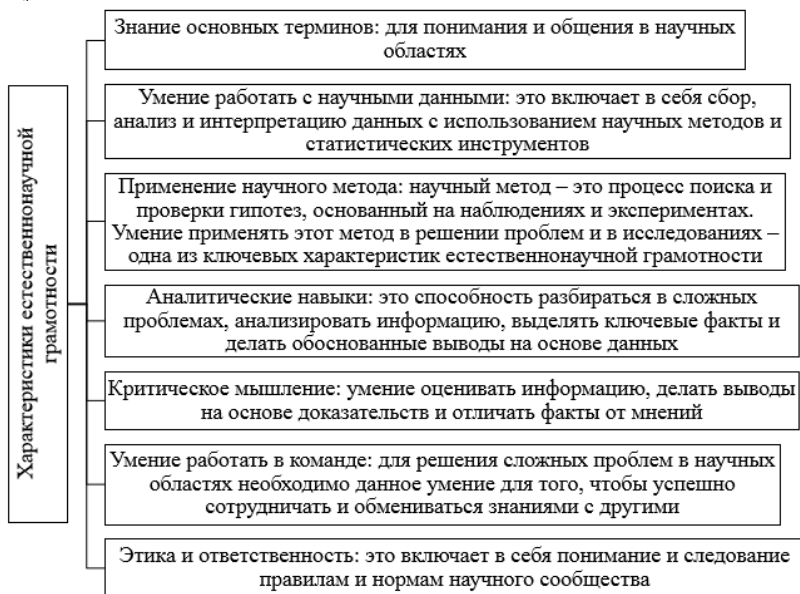 Характеристики естественнонаучной
грамотности
Знание основных терминов: для понимания и общения в научных
областях
Умение работать с научными данными: это включает в себя сбор,
анализ и интерпретацию данных с использованием научных методов и
статистических инструментов
Применение научного метода: научный метод – это процесс поиска и
проверки гипотез, основанный на наблюдениях и экспериментах.
Умение применять этот метод в решении проблем и в исследованиях –
одна из ключевых характеристик естественнонаучной грамотности
Аналитические навыки: это способность разбираться в сложных
проблемах, анализировать информацию, выделять ключевые факты и
делать обоснованные выводы на основе данных
Критическое мышление: умение оценивать информацию, делать выводы
на основе доказательств и отличать факты от мнений
Умение работать в команде: для решения сложных проблем в научных
областях необходимо данное умение для того, чтобы успешно
сотрудничать и обмениваться знаниями с другими
Этика и ответственность: это включает в себя понимание и следование
правилам и нормам научного сообщества